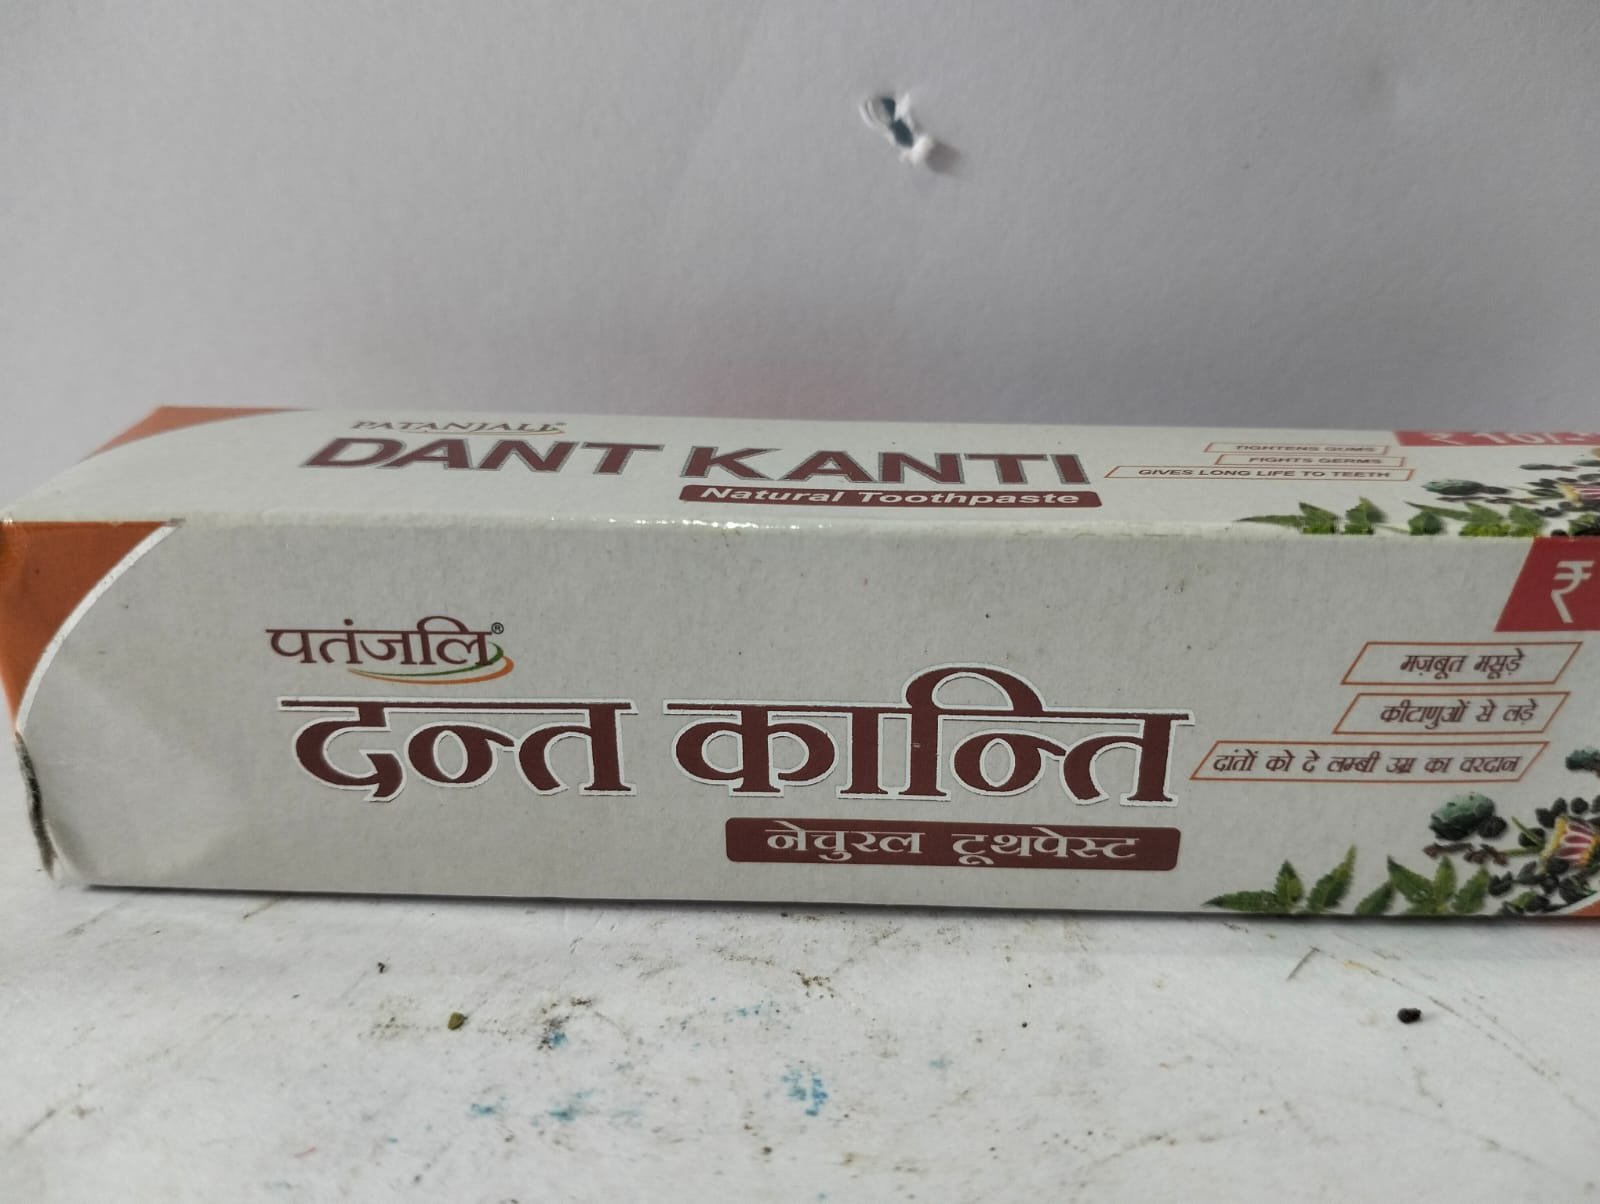 PATANJALI®
DANT KANTI
Natural Toothpaste
TIGHTENS GUMS
FIGHTS GERMS
GIVES LONG LIFE TO TEETH
₹ 10/-
पतंजलि®
दन्त कान्ति
नेचुरल टूथपेस्ट
₹
मज़बूत मसूड़े
कीटाणुओं से लड़े
दांतों को दे लम्बी उम्र का वरदान